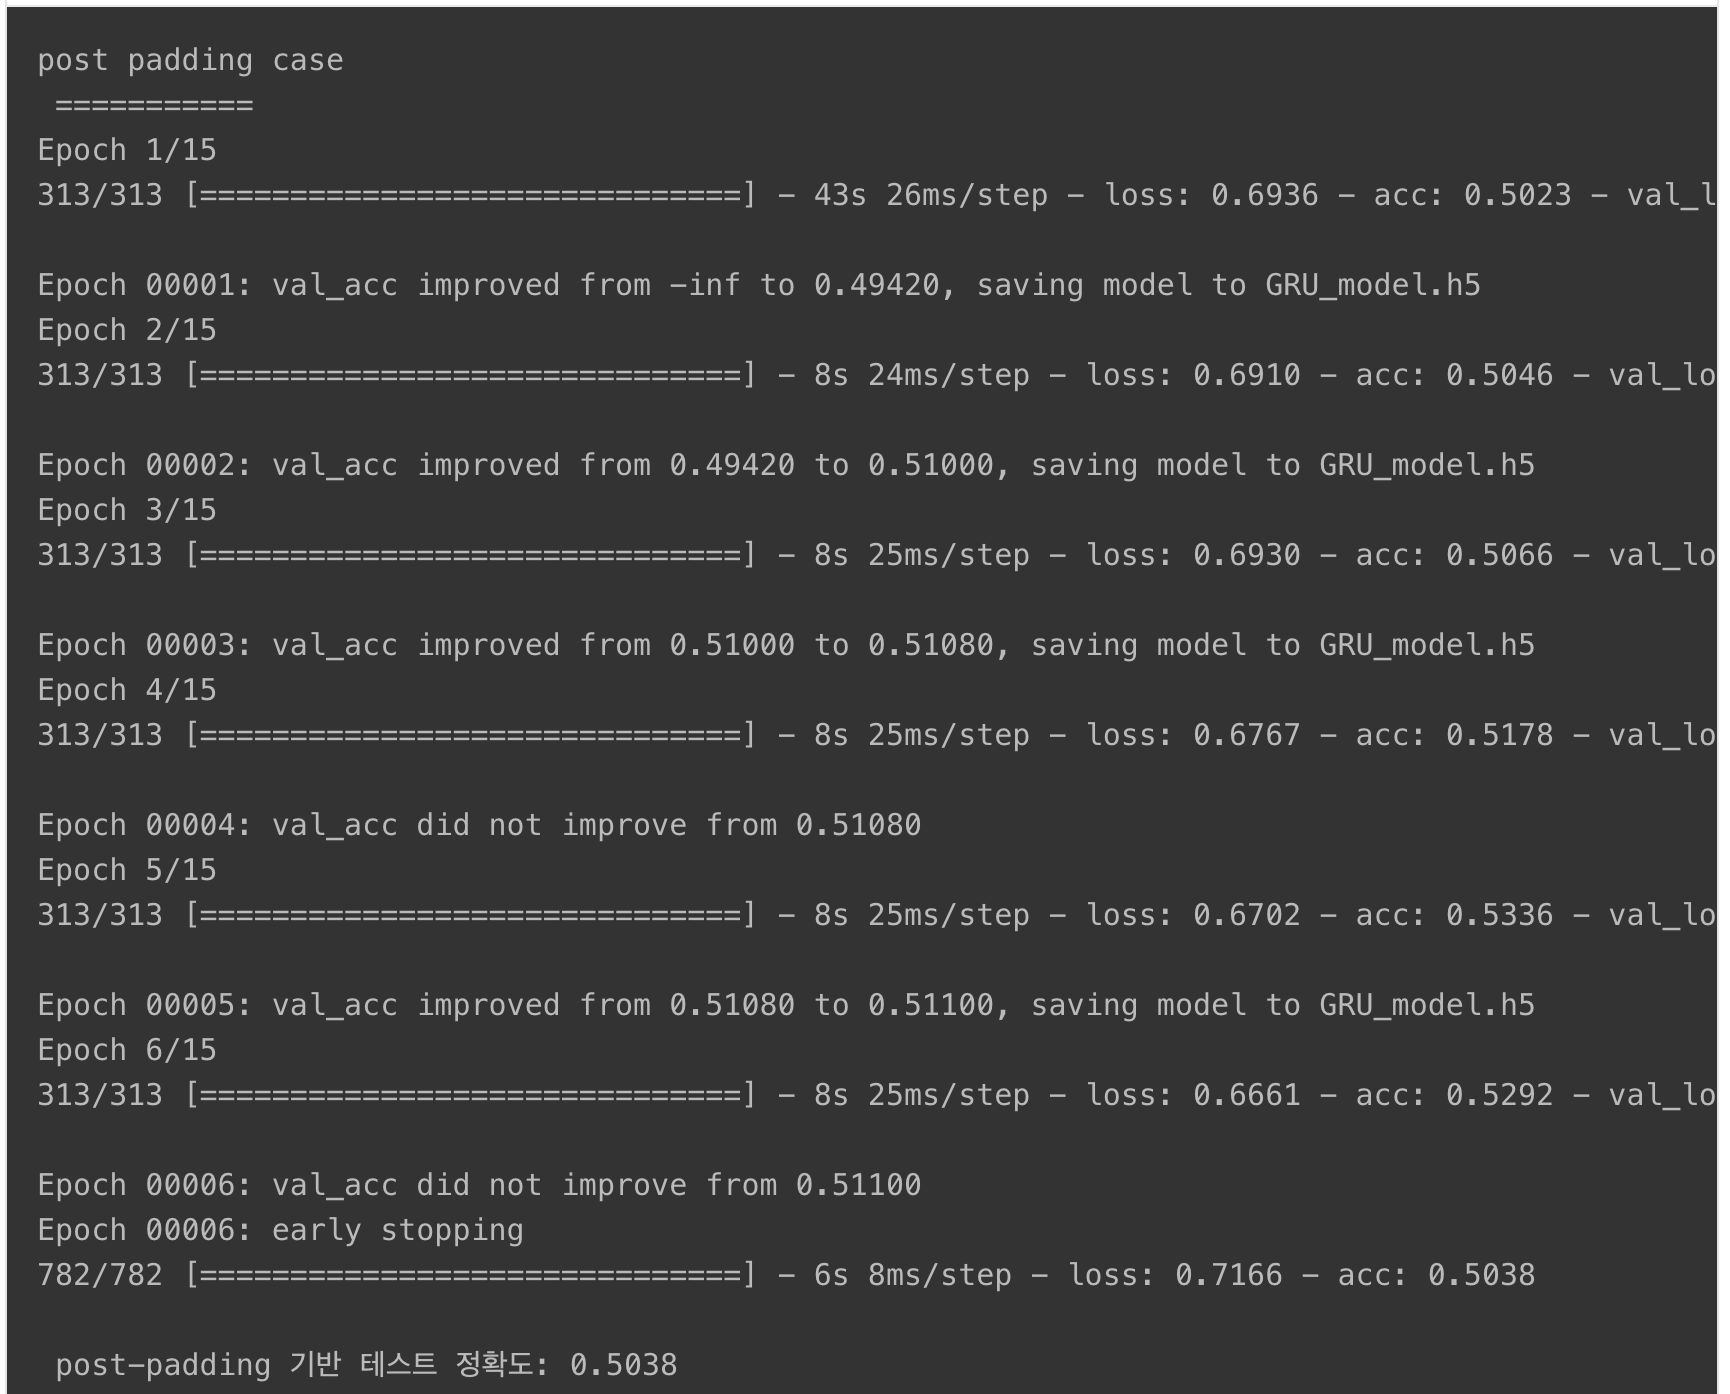 post padding case
===========
Epoch 1/15
313/313 [==============================] - 43s 26ms/step - loss: 0.6936 - acc: 0.5023 - val_l
Epoch 00001: val_acc improved from -inf to 0.49420, saving model to GRU_model.h5
Epoch 2/15
313/313 [==============================] - 8s 24ms/step - loss: 0.6910 - acc: 0.5046 - val_lo
Epoch 00002: val_acc improved from 0.49420 to 0.51000, saving model to GRU_model.h5
Epoch 3/15
313/313 [==============================] - 8s 25ms/step - loss: 0.6930 - acc: 0.5066 - val_lo
Epoch 00003: val_acc improved from 0.51000 to 0.51080, saving model to GRU_model.h5
Epoch 4/15
313/313 [==============================] - 8s 25ms/step - loss: 0.6767 - acc: 0.5178 - val_lo
Epoch 00004: val_acc did not improve from 0.51080
Epoch 5/15
313/313 [==============================] - 8s 25ms/step - loss: 0.6702 - acc: 0.5336 - val_lo
Epoch 00005: val_acc improved from 0.51080 to 0.51100, saving model to GRU_model.h5
Epoch 6/15
313/313 [==============================] - 8s 25ms/step - loss: 0.6661 - acc: 0.5292 - val_lo
Epoch 00006: val_acc did not improve from 0.51100
Epoch 00006: early stopping
782/782 [==============================] - 6s 8ms/step - loss: 0.7166 - acc: 0.5038
post-padding 기반 테스트 정확도: 0.5038